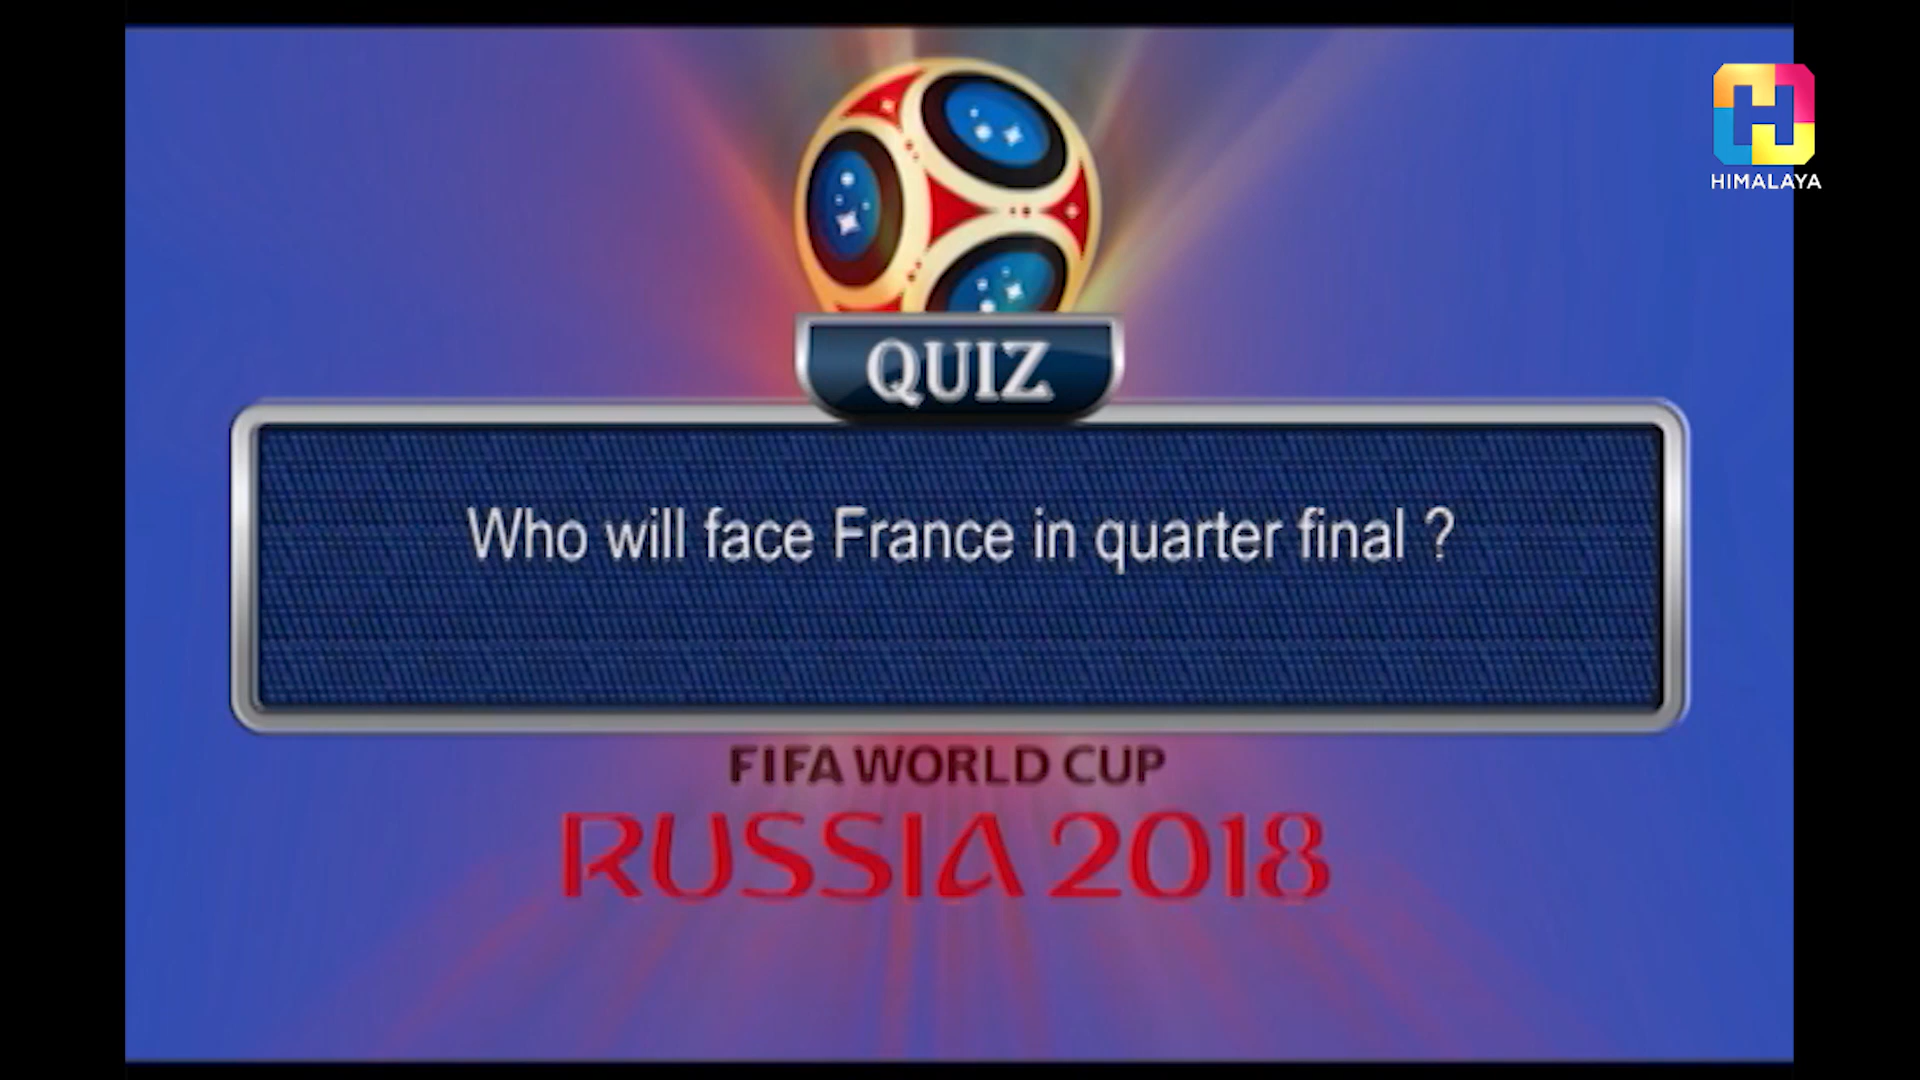 HIMALAYA
QUIZ
Who will face France in quarter final ?
FIFA WORLD CUP
RUSSIA 2018